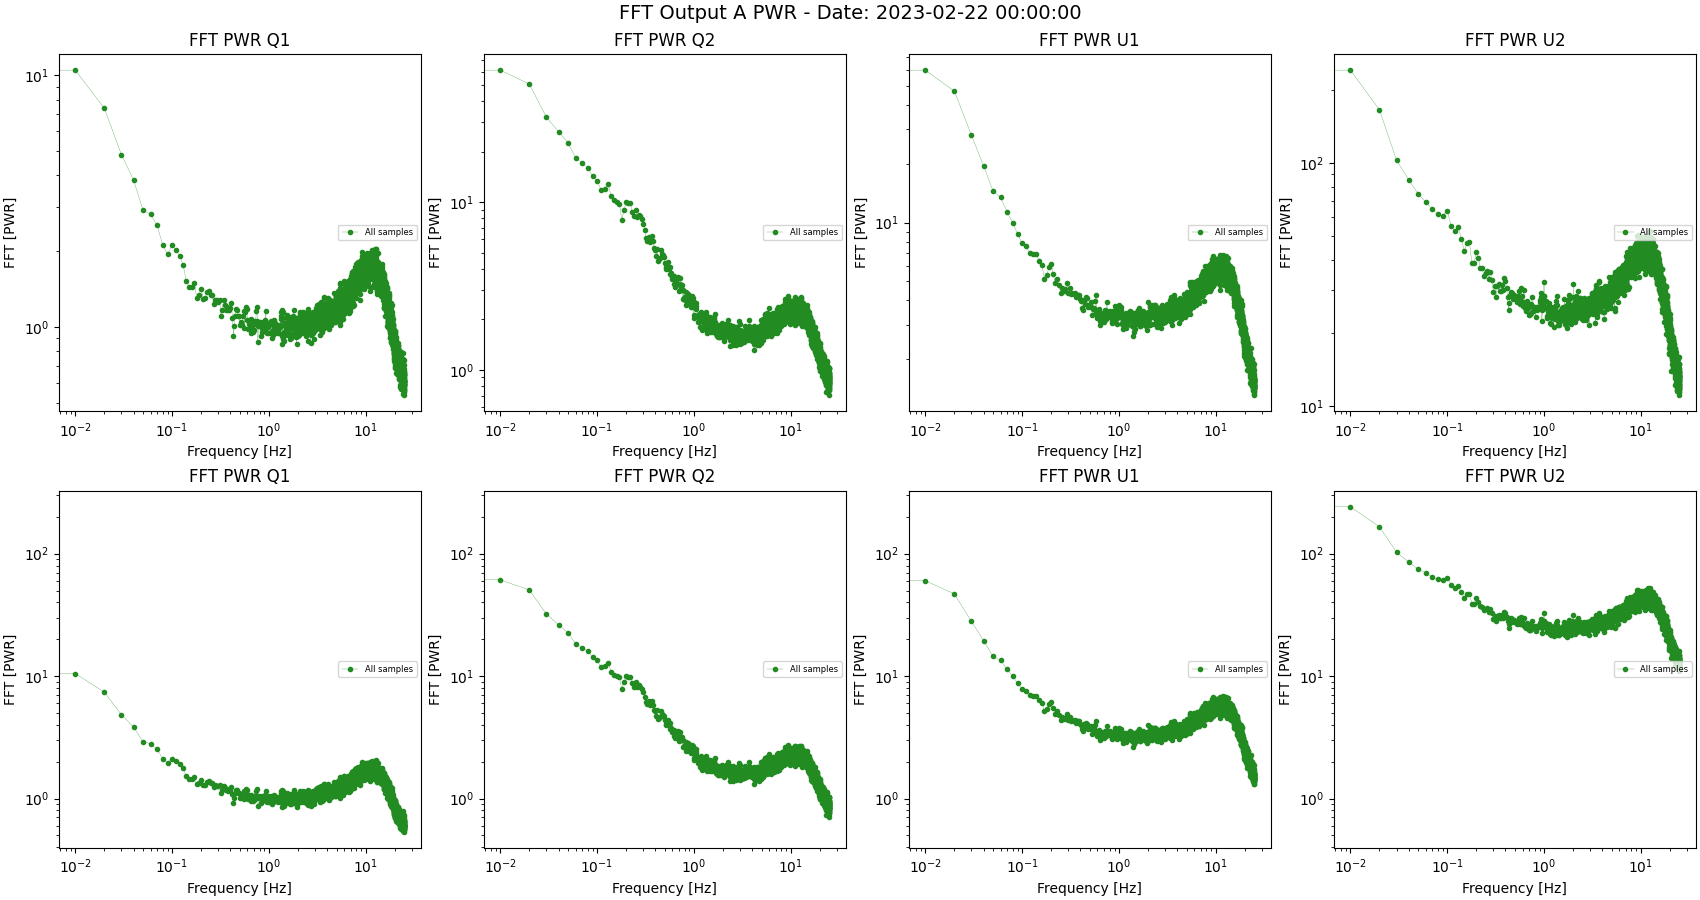 FFT Output A PWR - Date: 2023-02-22 00:00:00
FFT PWR Q1
FFT [PWR]
10¹
10⁰
All samples
10⁻² 10⁻¹ 10⁰ 10¹
Frequency [Hz]
FFT PWR Q2
FFT [PWR]
10¹
10⁰
All samples
10⁻² 10⁻¹ 10⁰ 10¹
Frequency [Hz]
FFT PWR U1
FFT [PWR]
10¹
All samples
10⁻² 10⁻¹ 10⁰ 10¹
Frequency [Hz]
FFT PWR U2
FFT [PWR]
10²
10¹
All samples
10⁻² 10⁻¹ 10⁰ 10¹
Frequency [Hz]
FFT PWR Q1
FFT [PWR]
10²
10¹
10⁰
All samples
10⁻² 10⁻¹ 10⁰ 10¹
Frequency [Hz]
FFT PWR Q2
FFT [PWR]
10²
10¹
10⁰
All samples
10⁻² 10⁻¹ 10⁰ 10¹
Frequency [Hz]
FFT PWR U1
FFT [PWR]
10²
10¹
10⁰
All samples
10⁻² 10⁻¹ 10⁰ 10¹
Frequency [Hz]
FFT PWR U2
FFT [PWR]
10²
10¹
10⁰
All samples
10⁻² 10⁻¹ 10⁰ 10¹
Frequency [Hz]